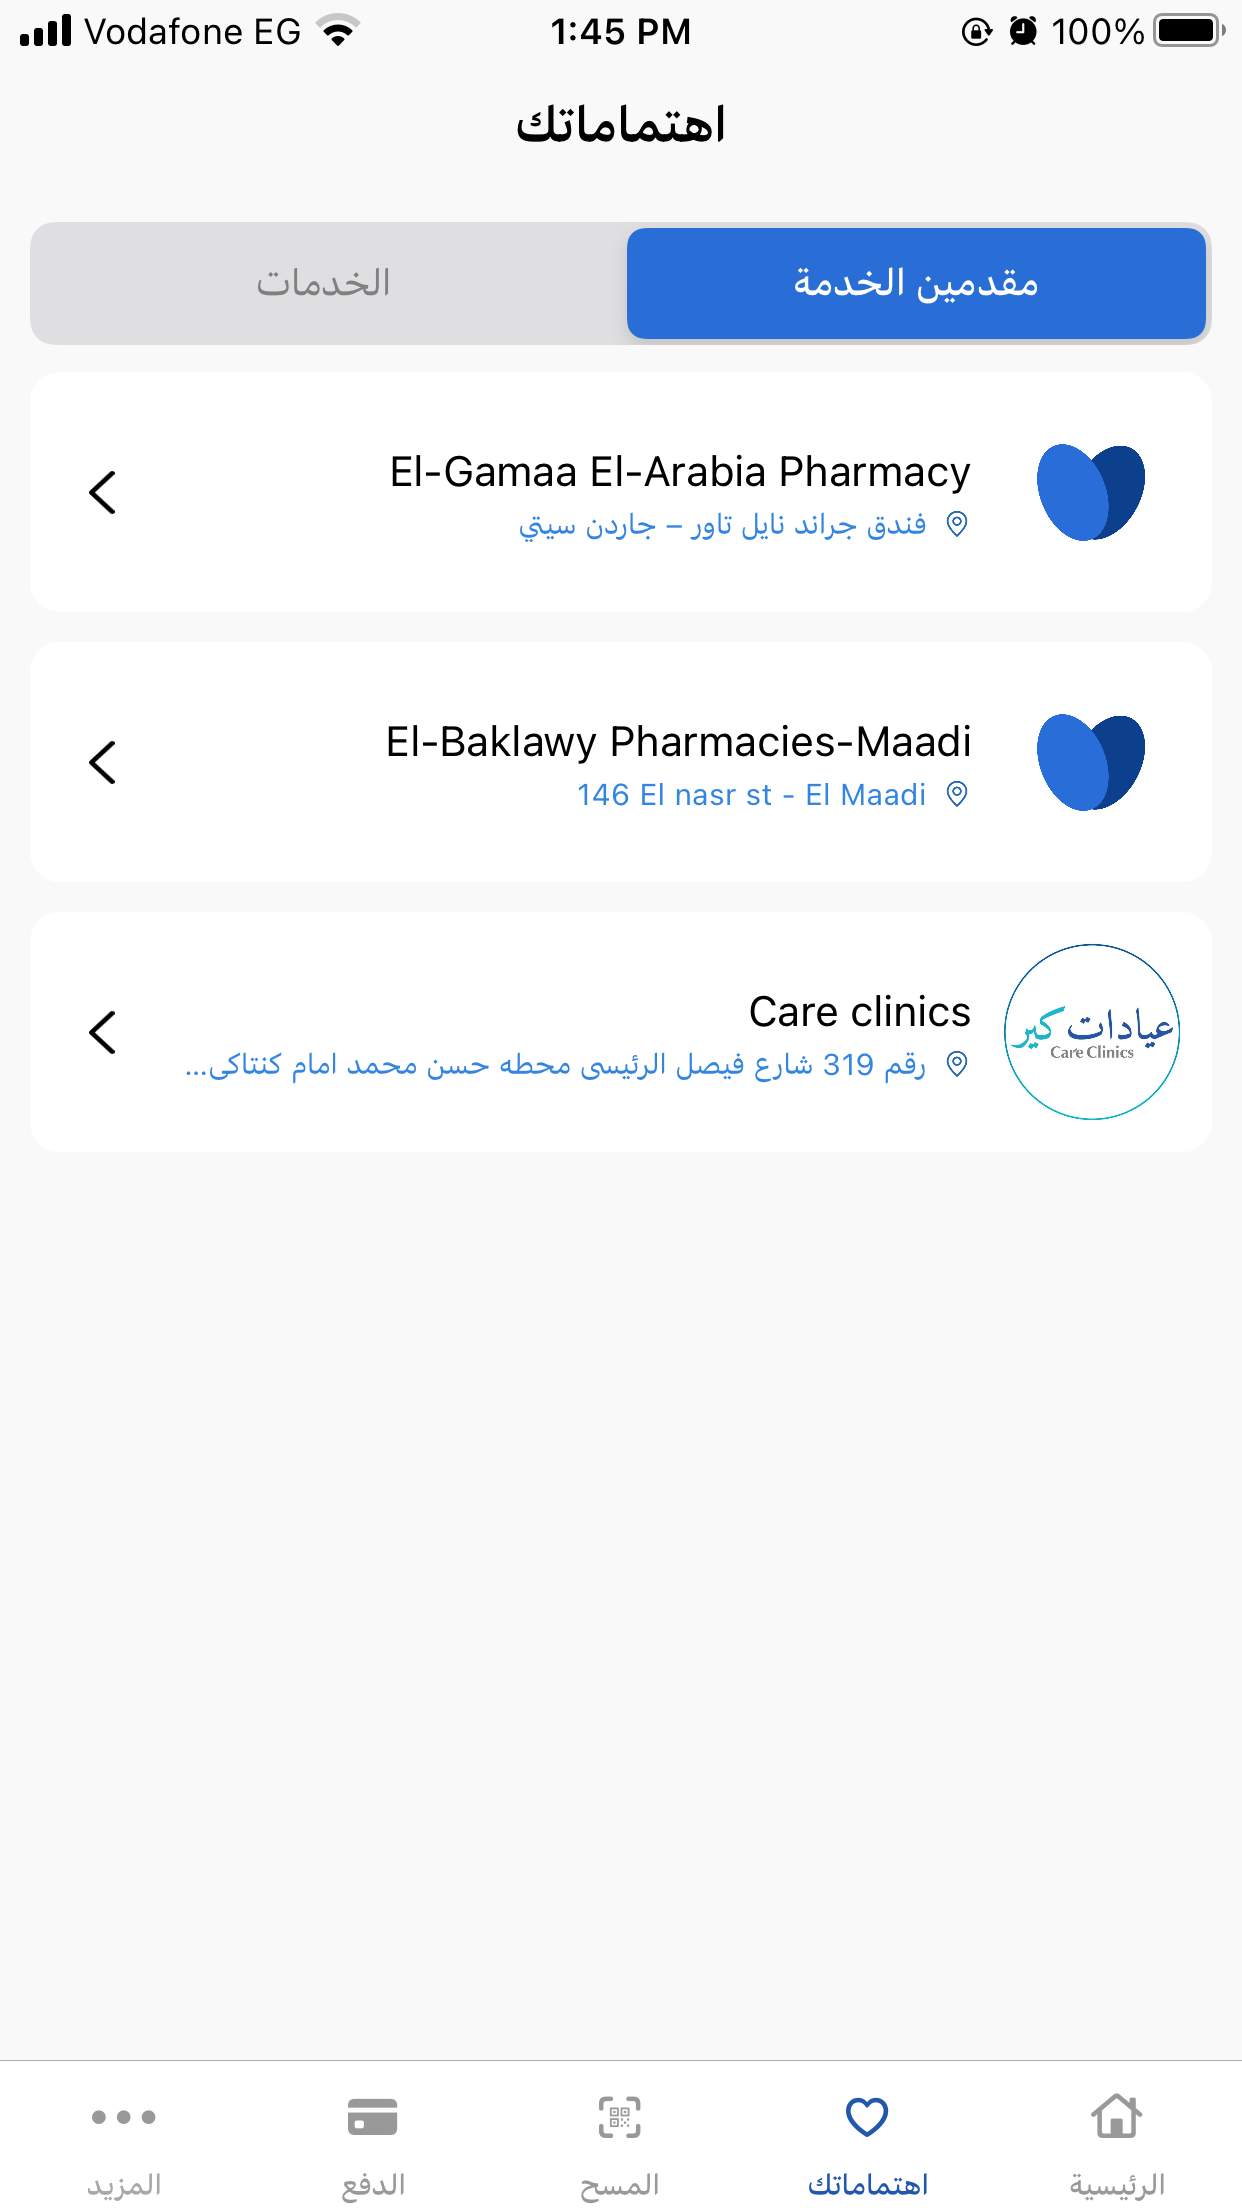 Vodafone EG
1:45 PM
100%
اهتماماتك
مقدمين الخدمة
الخدمات
El-Gamaa El-Arabia Pharmacy
فندق جراند نايل تاور – جاردن سيتي
El-Baklawy Pharmacies-Maadi
146 El nasr st - El Maadi
عيادات كير
Care Clinics
Care clinics
رقم 319 شارع فيصل الرئيسى محطه حسن محمد امام كنتاكى...
الرئيسية
اهتماماتك
المسح
الدفع
المزيد